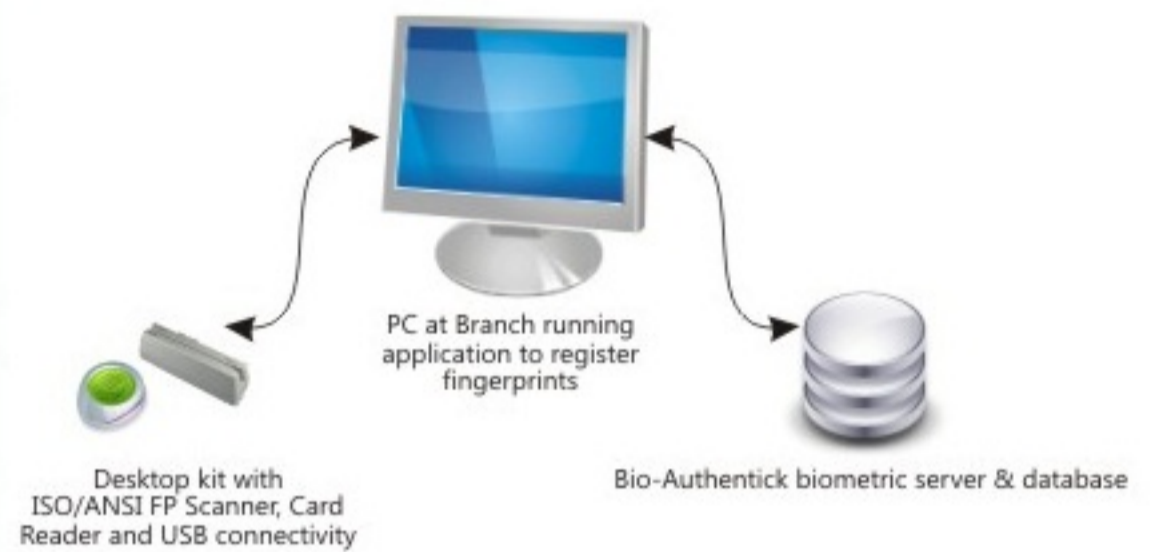 PC at Branch running
application to register
fingerprints
Desktop kit with
ISO/ANSI FP Scanner, Card
Reader and USB connectivity
Bio-Authentick biometric server & database